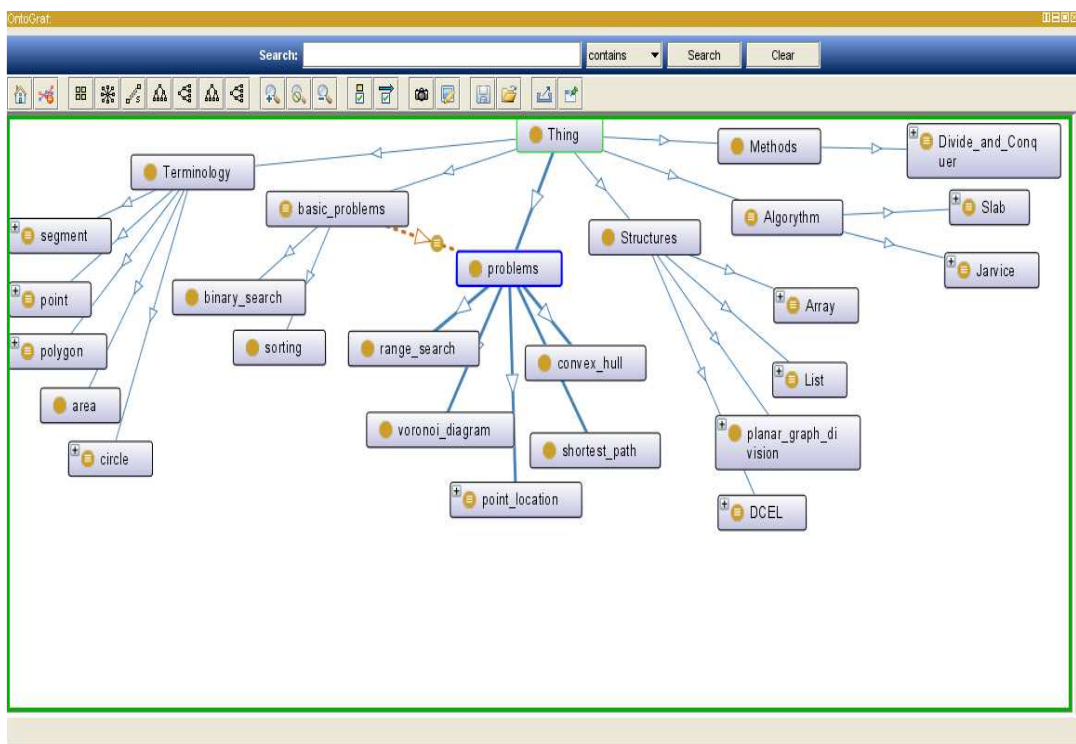 OntoGraf:
Search:
contains
Search
Clear
Thing
Methods
Divide_and_Conq
uer
Terminology
basic_problems
Algorythm
Slab
segment
Structures
problems
Jarvice
point
binary_search
Array
polygon
sorting
range_search
convex_hull
List
area
voronoi_diagram
shortest_path
planar_graph_di
vision
circle
point_location
DCEL